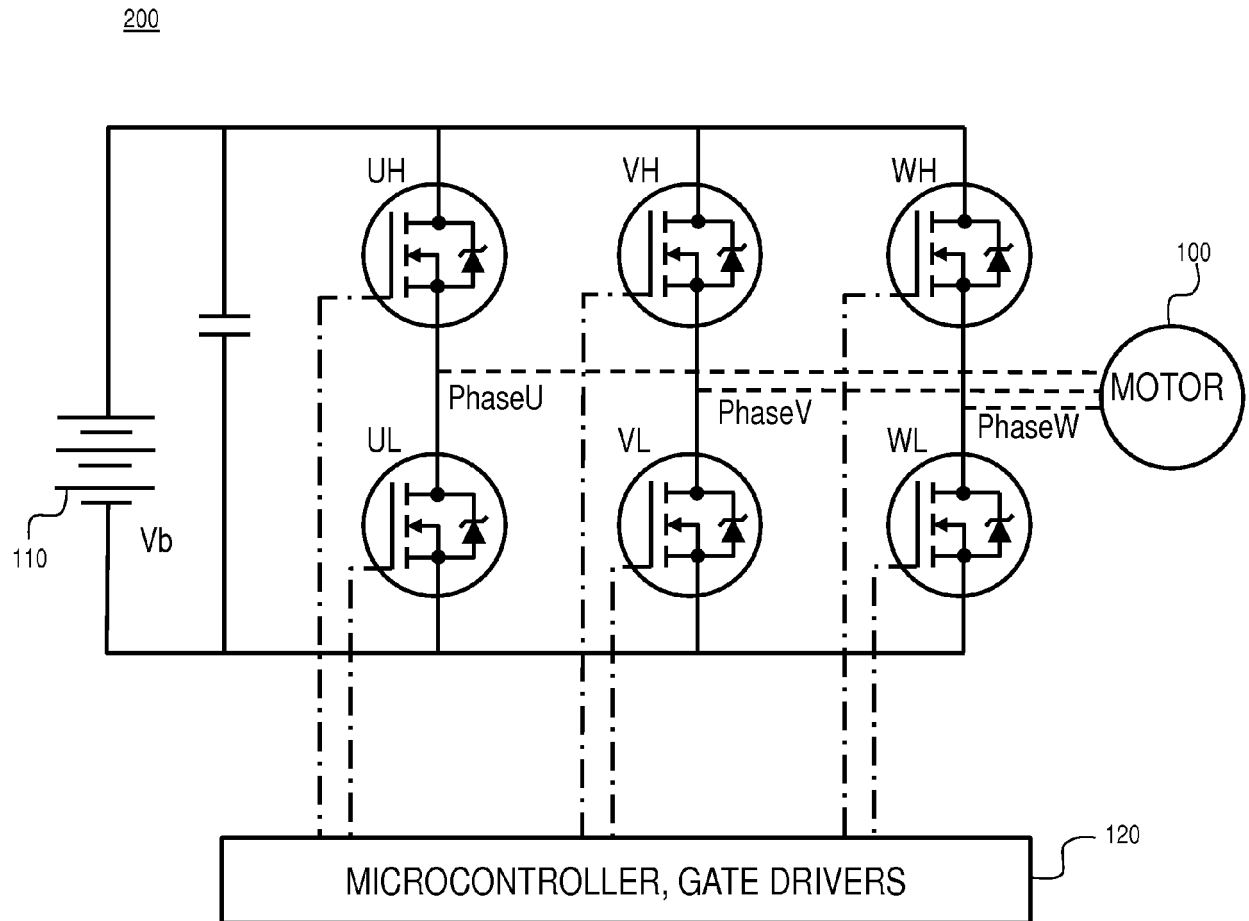 200
UH
VH
WH
100
MOTOR
PhaseU
PhaseV
PhaseW
UL
VL
WL
110
Vb
120
MICROCONTROLLER, GATE DRIVERS